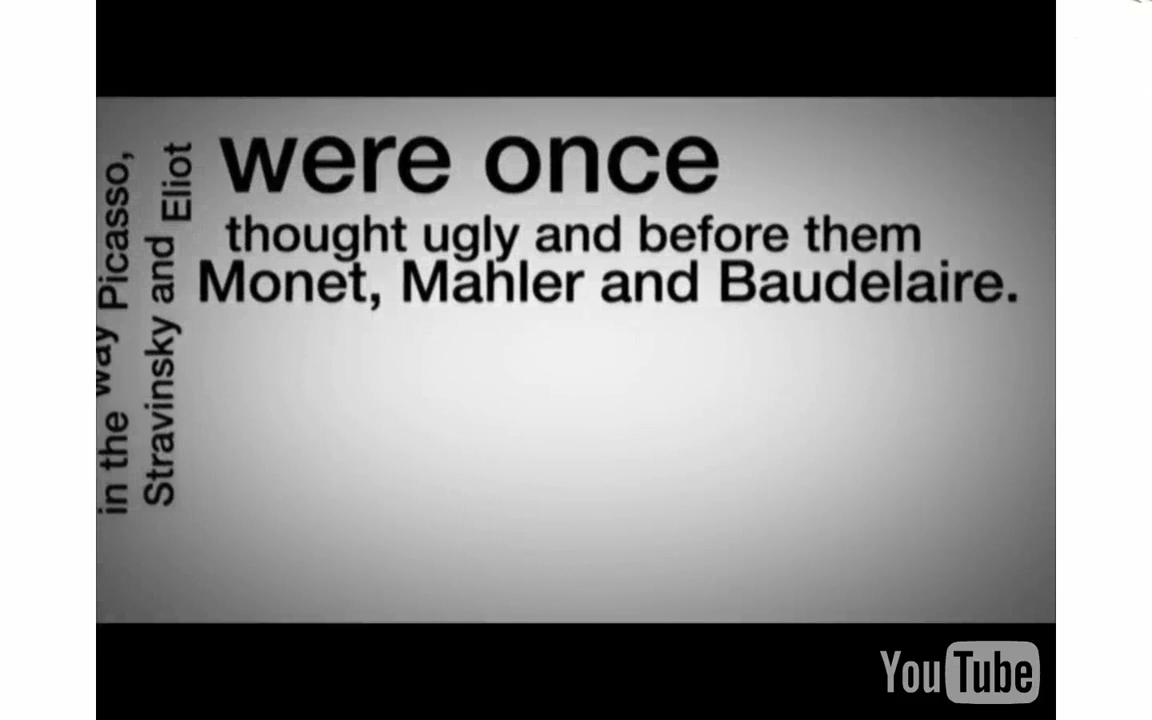 in the way Picasso,
Stravinsky and Eliot
were once
thought ugly and before them
Monet, Mahler and Baudelaire.
YouTube